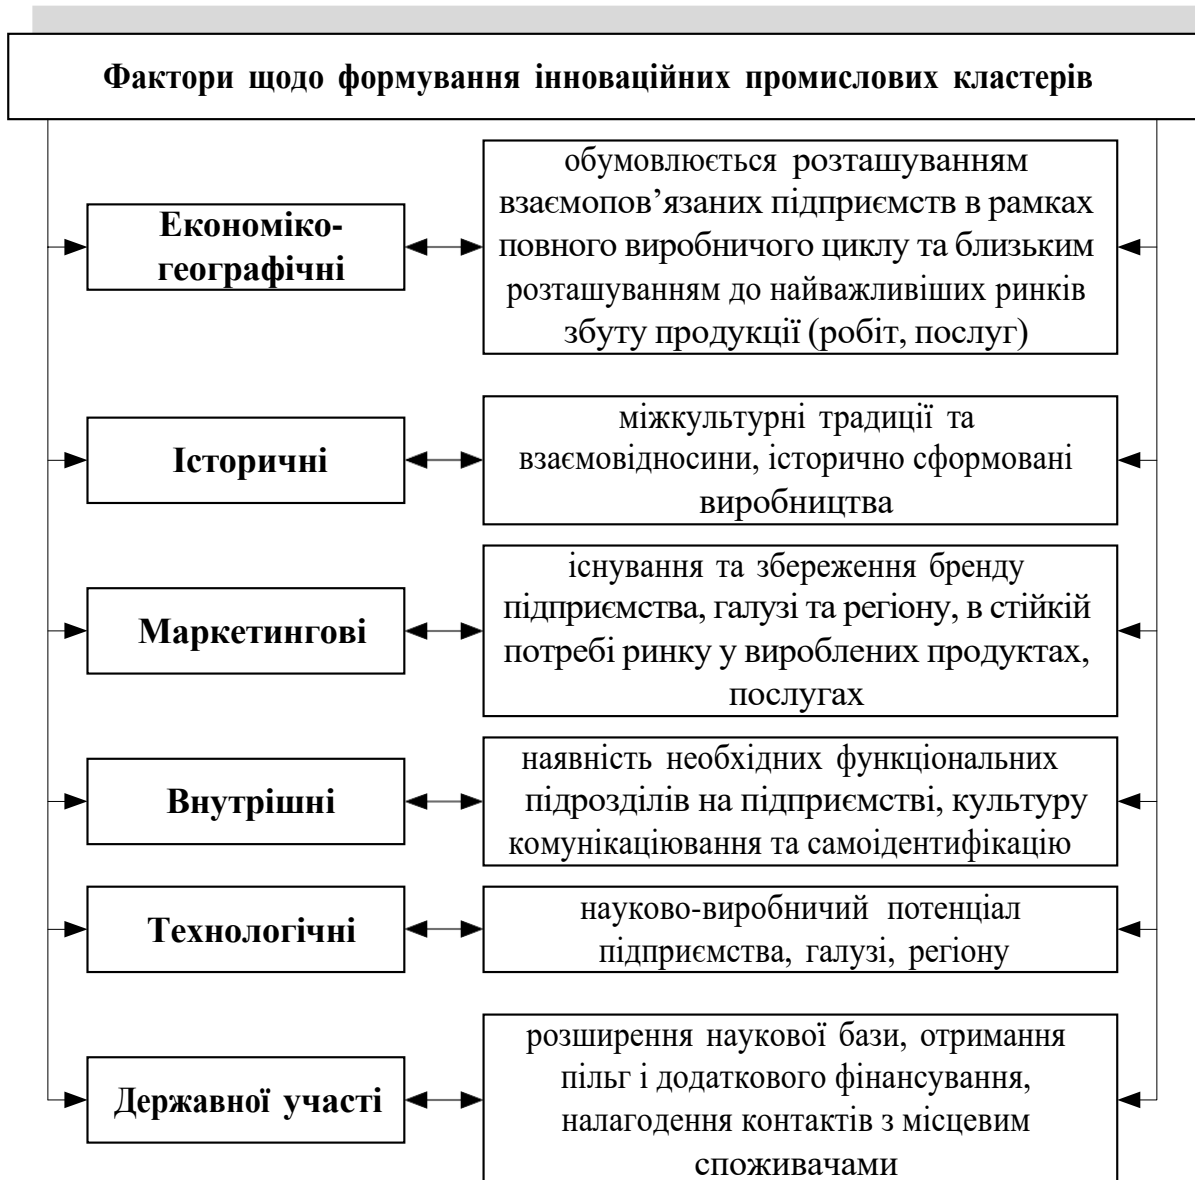 Фактори щодо формування інноваційних промислових кластерів
Економіко-
географічні
обумовлюється розташуванням
взаємопов’язаних підприємств в рамках
повного виробничого циклу та близьким
розташуванням до найважливіших ринків
збуту продукції (робіт, послуг)
Історичні
міжкультурні традиції та
взаємовідносини, історично сформовані
виробництва
Маркетингові
існування та збереження бренду
підприємства, галузі та регіону, в стійкій
потребі ринку у вироблених продуктах,
послугах
Внутрішні
наявність необхідних функціональних
підрозділів на підприємстві, культуру
комунікаціювання та самоідентифікацію
Технологічні
науково-виробничий потенціал
підприємства, галузі, регіону
Державної участі
розширення наукової бази, отримання
пільг і додаткового фінансування,
налагодення контактів з місцевим
споживачами